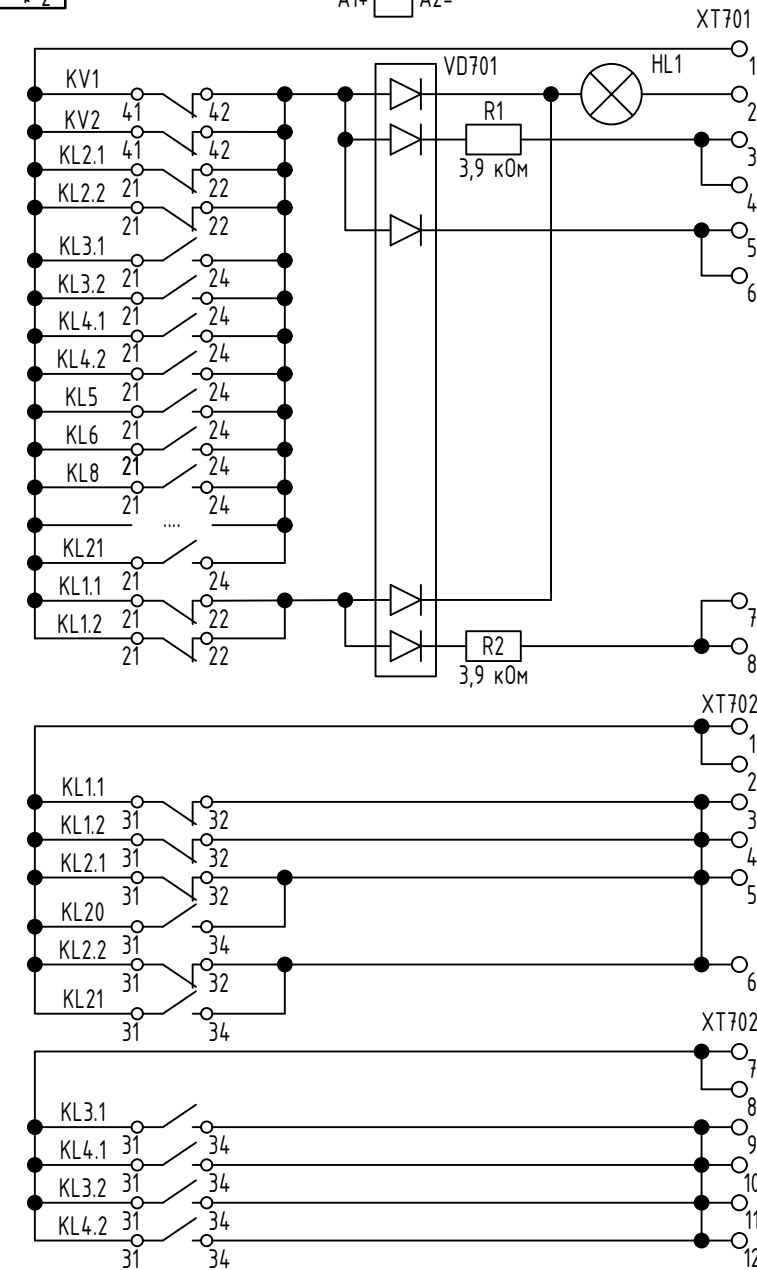 A1+ A2-
XT701
1
KV1 VD701 HL1
41 42 2
KV2 R1
41 42 3
KL2.1 3,9 кОм
21 22 4
KL2.2
21 22 5
KL3.1
21 24 6
KL3.2
21 24
KL4.1
21 24
KL4.2
21 24
KL5
21 24
KL6
21 24
KL8
21 24
....
KL21
21 24
KL1.1
21 22 7
KL1.2 R2
21 22 8
3,9 кОм
XT702
1
2
KL1.1
31 32 3
KL1.2
31 32 4
KL2.1
31 32 5
KL20
31 34
KL2.2
31 32 6
KL21
31 34
XT702
7
8
KL3.1
31 34 9
KL4.1
31 34 10
KL3.2
31 34 11
KL4.2
31 34 12